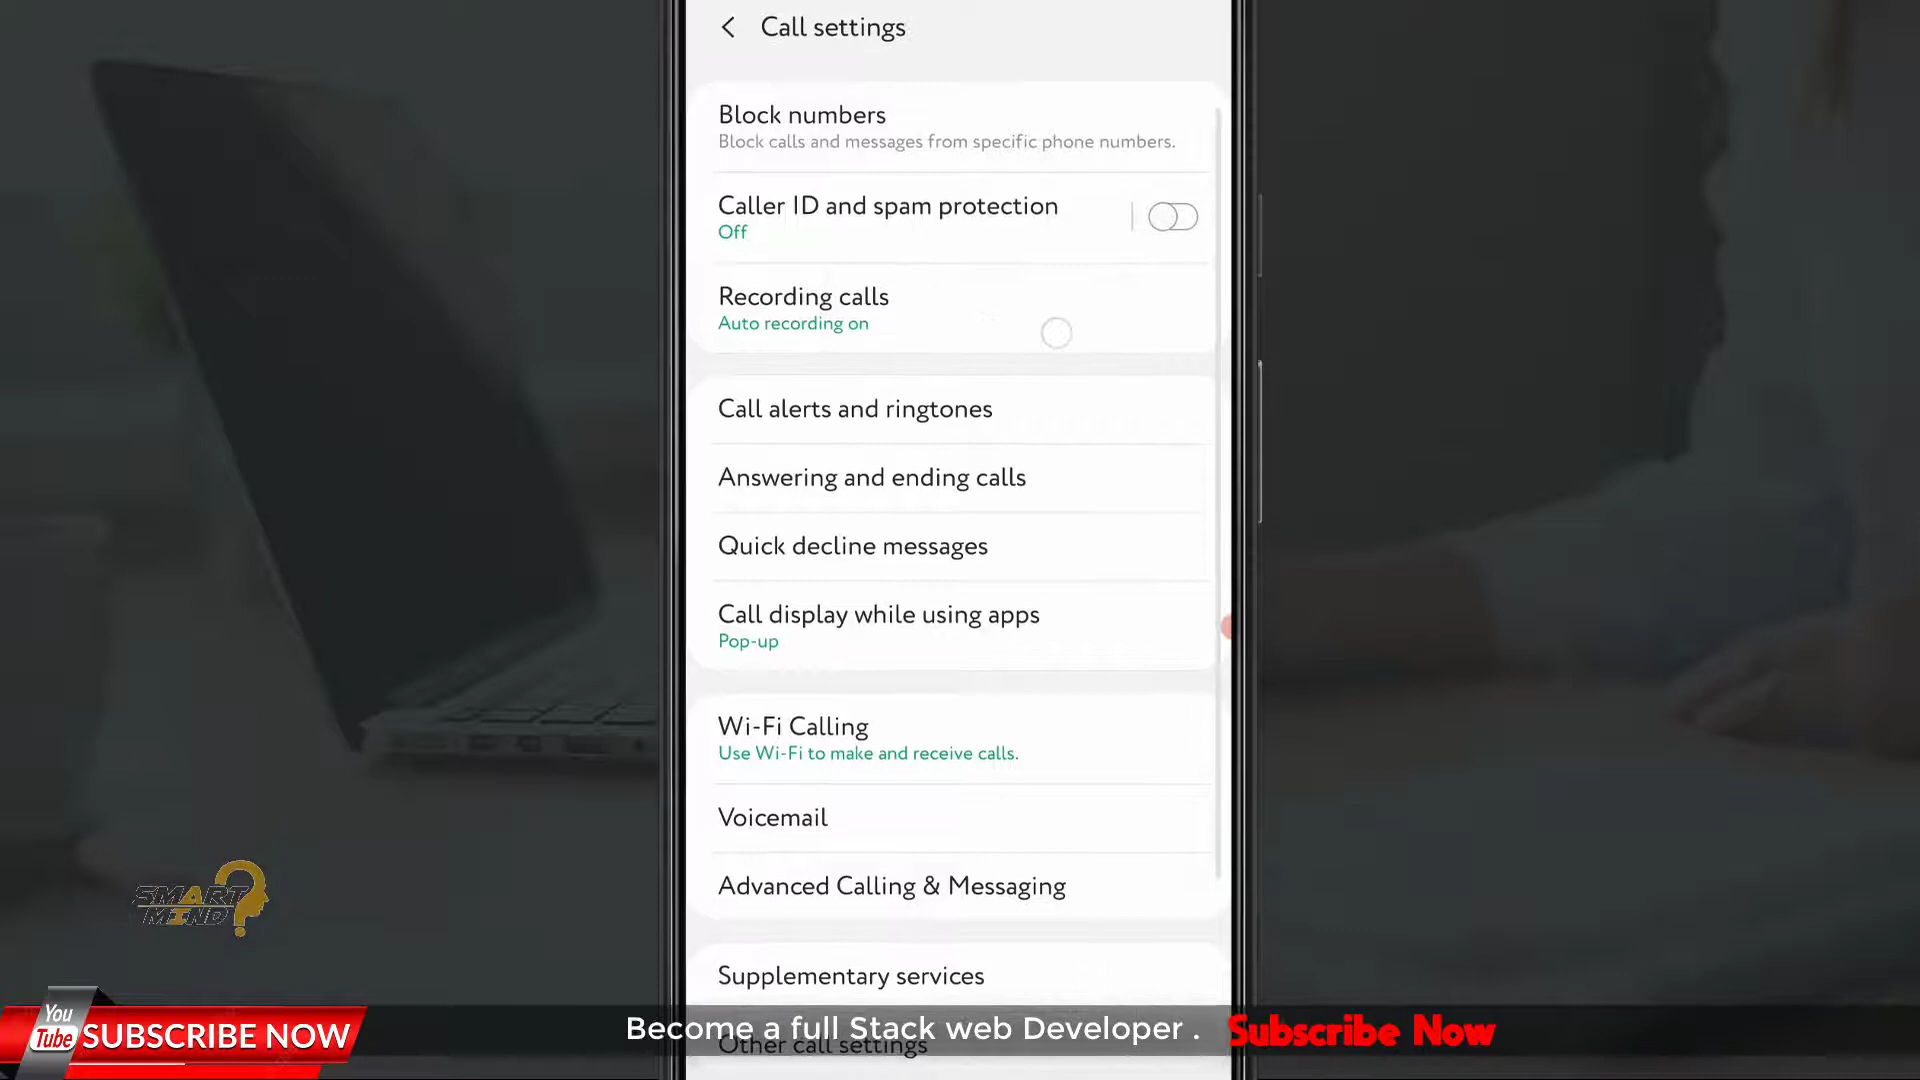 Call settings
Block numbers
Block calls and messages from specific phone numbers.
Caller ID and spam protection
Off
Recording calls
Auto recording on
Call alerts and ringtones
Answering and ending calls
Quick decline messages
Call display while using apps
Pop-up
Wi-Fi Calling
Use Wi-Fi to make and receive calls.
Voicemail
Advanced Calling & Messaging
Supplementary services
Other call settings
SMART
MIND
You
Tube
SUBSCRIBE NOW
Become a full Stack web Developer .
Subscribe Now